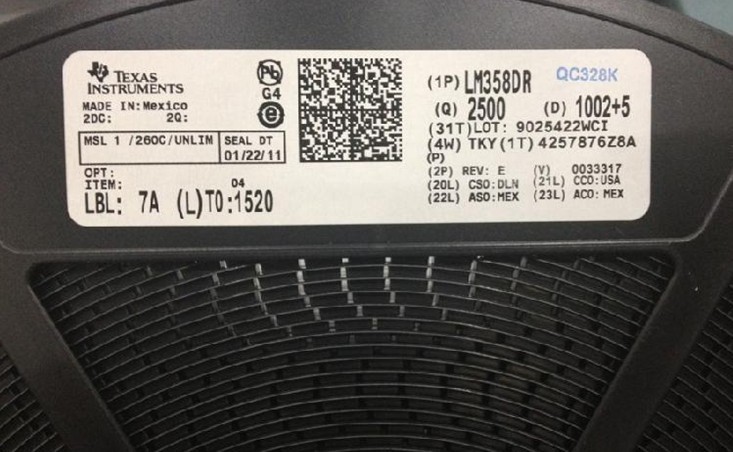 TEXAS
INSTRUMENTS
MADE IN: Mexico
2DC: 2Q:
MSL 1 /260C/UNLIM SEAL DT
01/22/11
OPT:
ITEM: 04
LBL: 7A (L)T0:1520
Pb
G4
e
(1P) LM358DR QC328K
(Q) 2500 (D) 1002+5
(31T)LOT: 9025422WCI
(4W) TKY(1T) 4257876Z8A
(P)
(2P) REV: E (V) 0033317
(20L) CSO:DLN (21L) CCO:USA
(22L) ASO:MEX (23L) ACO: MEX